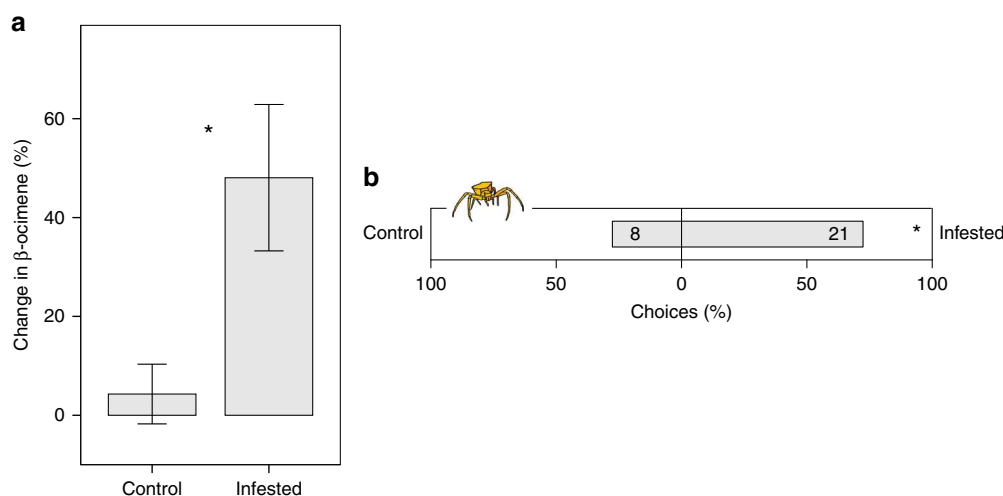 a
Change in β-ocimene (%)
60
40
20
0
*
Control Infested
b
Control 8 21 * Infested
100 50 0 50 100
Choices (%)